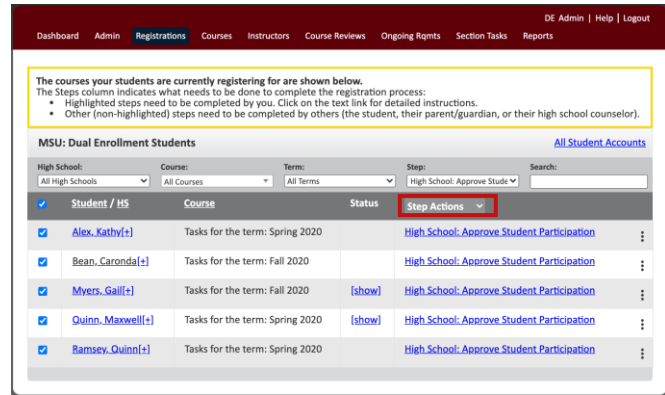 DE Admin | Help | Logout
Dashboard Admin Registrations Courses Instructors Course Reviews Ongoing Rqmts Section Tasks Reports
The courses your students are currently registering for are shown below.
The Steps column indicates what needs to be done to complete the registration process:
• Highlighted steps need to be completed by you. Click on the text link for detailed instructions.
• Other (non-highlighted) steps need to be completed by others (the student, their parent/guardian, or their high school counselor).
MSU: Dual Enrollment Students All Student Accounts
High School: Course: Term: Step: Search:
All High Schools All Courses All Terms High School: Approve Stude
Student / HS Course Status Step Actions
Alex, Kathy[+] Tasks for the term: Spring 2020 High School: Approve Student Participation
Bean, Caronda[+] Tasks for the term: Fall 2020 High School: Approve Student Participation
Myers, Gail[+] Tasks for the term: Fall 2020 [show] High School: Approve Student Participation
Quinn, Maxwell[+] Tasks for the term: Spring 2020 [show] High School: Approve Student Participation
Ramsey, Quinn[+] Tasks for the term: Spring 2020 High School: Approve Student Participation